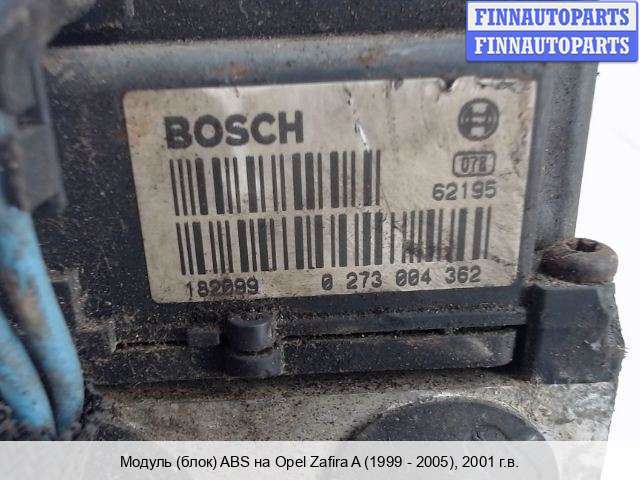 FINNAUTOPARTS
FINNAUTOPARTS
BOSCH
078
62195
182099 0 273 004 362
Модуль (блок) ABS на Opel Zafira A (1999 - 2005), 2001 г.в.